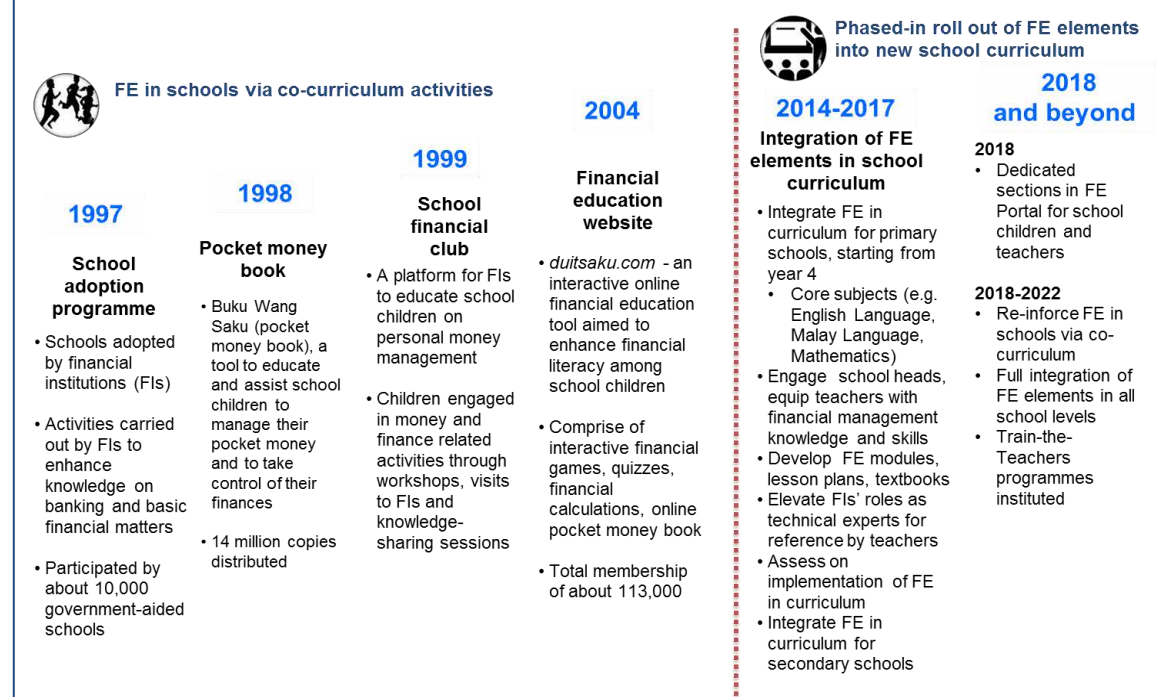 FE in schools via co-curriculum activities
1997
School
adoption
programme
• Schools adopted
by financial
institutions (FIs)
• Activities carried
out by FIs to
enhance
knowledge on
banking and basic
financial matters
• Participated by
about 10,000
government-aided
schools
1998
Pocket money
book
• Buku Wang
Saku (pocket
money book), a
tool to educate
and assist school
children to
manage their
pocket money
and to take
control of their
finances
• 14 million copies
distributed
1999
School
financial
club
• A platform for FIs
to educate school
children on
personal money
management
• Children engaged
in money and
finance related
activities through
workshops, visits
to FIs and
knowledge-
sharing sessions
2004
Financial
education
website
• duitsaku.com - an
interactive online
financial education
tool aimed to
enhance financial
literacy among
school children
• Comprise of
interactive financial
games, quizzes,
financial
calculations, online
pocket money book
• Total membership
of about 113,000
Phased-in roll out of FE elements
into new school curriculum
2014-2017
Integration of FE
elements in school
curriculum
• Integrate FE in
curriculum for primary
schools, starting from
year 4
• Core subjects (e.g.
English Language,
Malay Language,
Mathematics)
• Engage school heads,
equip teachers with
financial management
knowledge and skills
• Develop FE modules,
lesson plans, textbooks
• Elevate FIs' roles as
technical experts for
reference by teachers
• Assess on
implementation of FE
in curriculum
• Integrate FE in
curriculum for
secondary schools
2018
and beyond
2018
• Dedicated
sections in FE
Portal for school
children and
teachers
2018-2022
• Re-inforce FE in
schools via co-
curriculum
• Full integration of
FE elements in all
school levels
• Train-the-
Teachers
programmes
instituted